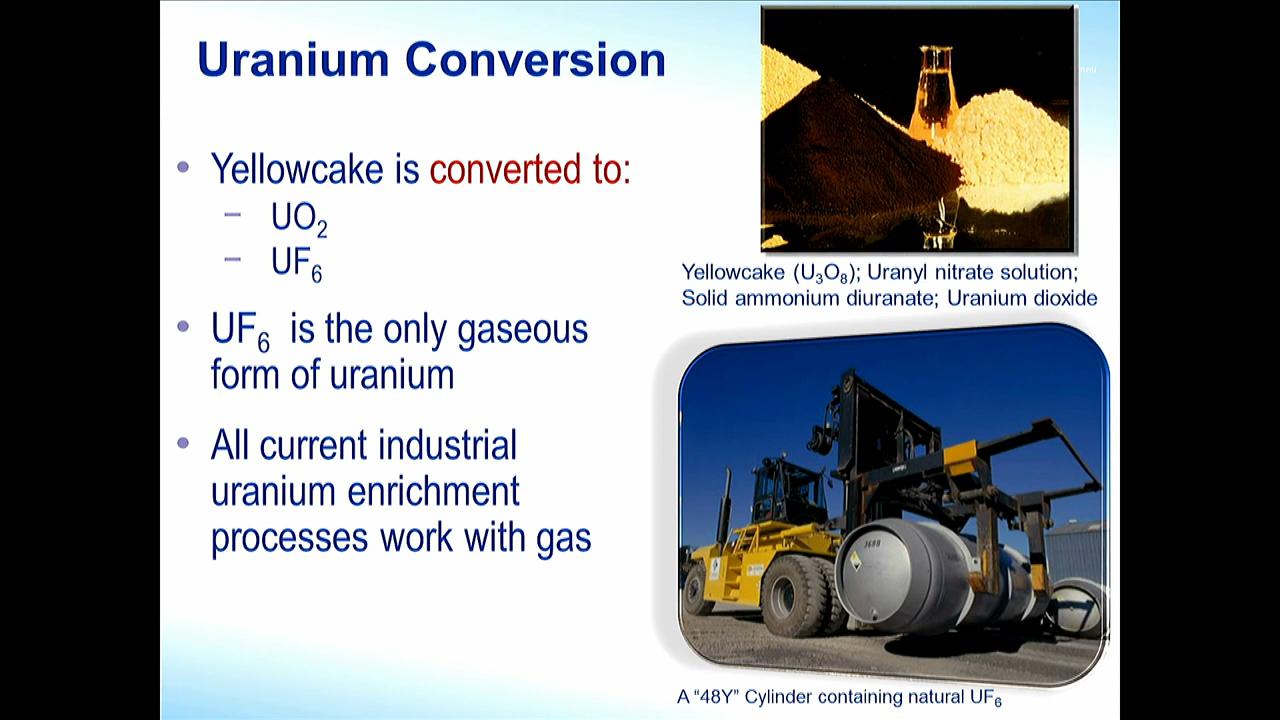 Uranium Conversion
• Yellowcake is converted to:
– UO₂
– UF₆
• UF₆ is the only gaseous
form of uranium
• All current industrial
uranium enrichment
processes work with gas
Yellowcake (U₃O₈); Uranyl nitrate solution;
Solid ammonium diuranate; Uranium dioxide
3688
A “48Y” Cylinder containing natural UF₆